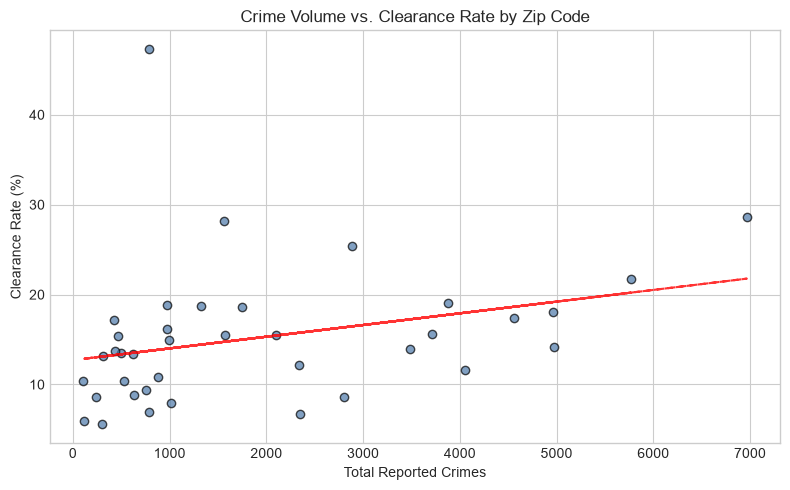 Crime Volume vs. Clearance Rate by Zip Code
Clearance Rate (%)
40
30
20
10
0 1000 2000 3000 4000 5000 6000 7000
Total Reported Crimes